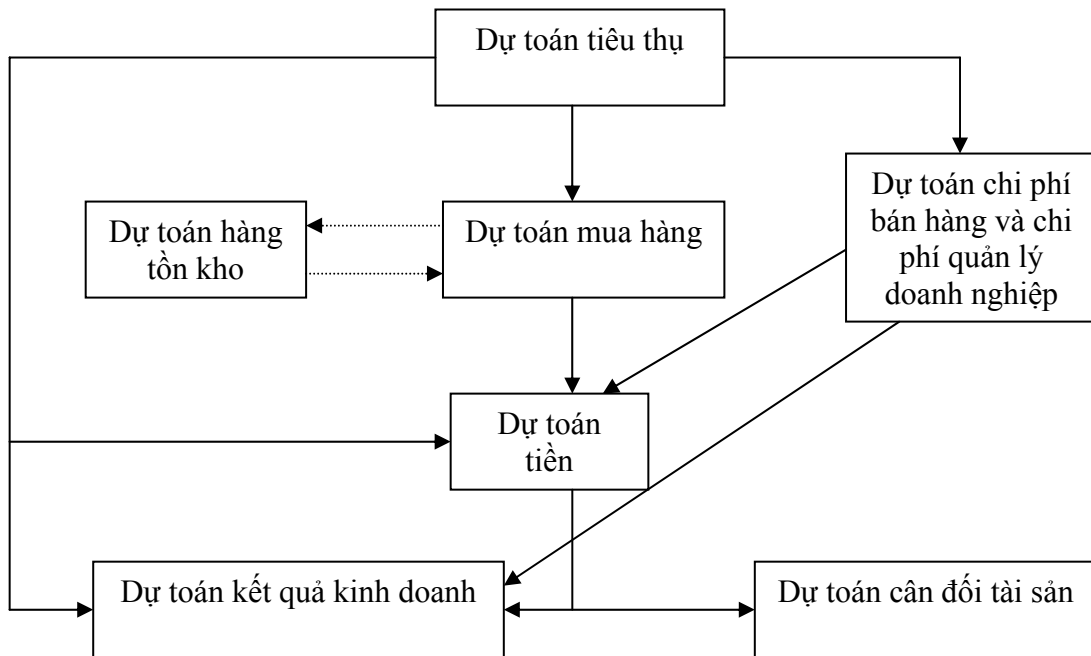 Dự toán tiêu thụ
Dự toán chi phí
bán hàng và chi
phí quản lý
doanh nghiệp
Dự toán hàng
tồn kho
Dự toán mua hàng
Dự toán
tiền
Dự toán kết quả kinh doanh
Dự toán cân đối tài sản